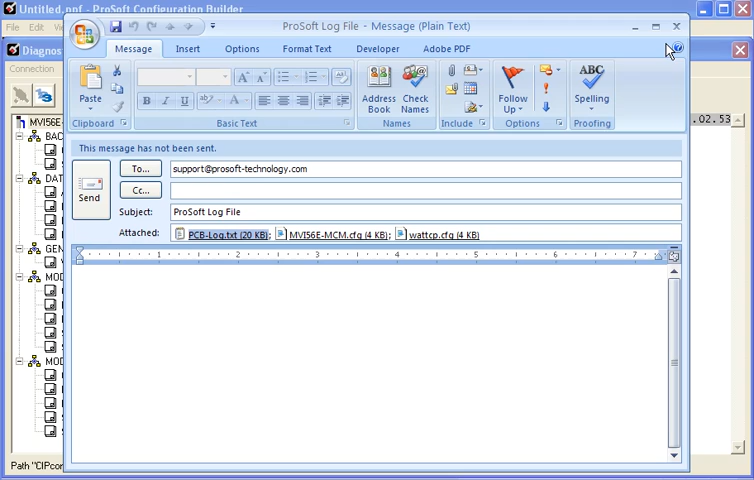 Untitled.ppf - ProSoft Configuration Builder
File Edit Vi
Diagnos
Connection
ProSoft Log File - Message (Plain Text)
Message Insert Options Format Text Developer Adobe PDF
Paste
Clipboard
B I U
Basic Text
Address Book
Check Names
Names
Include
Follow Up
Options
ABC
Spelling
Proofing
This message has not been sent.
Send
To... support@prosoft-technology.com
Cc...
Subject: ProSoft Log File
Attached: PCB-Log.txt (20 KB); MVI56E-MCM.cfg (4 KB); wattcp.cfg (4 KB)
1 2 3 4 5 6 7
MVI56E-
.02.53
BAC
DAT
GEN
MOD
MOD
Path "CIPcon